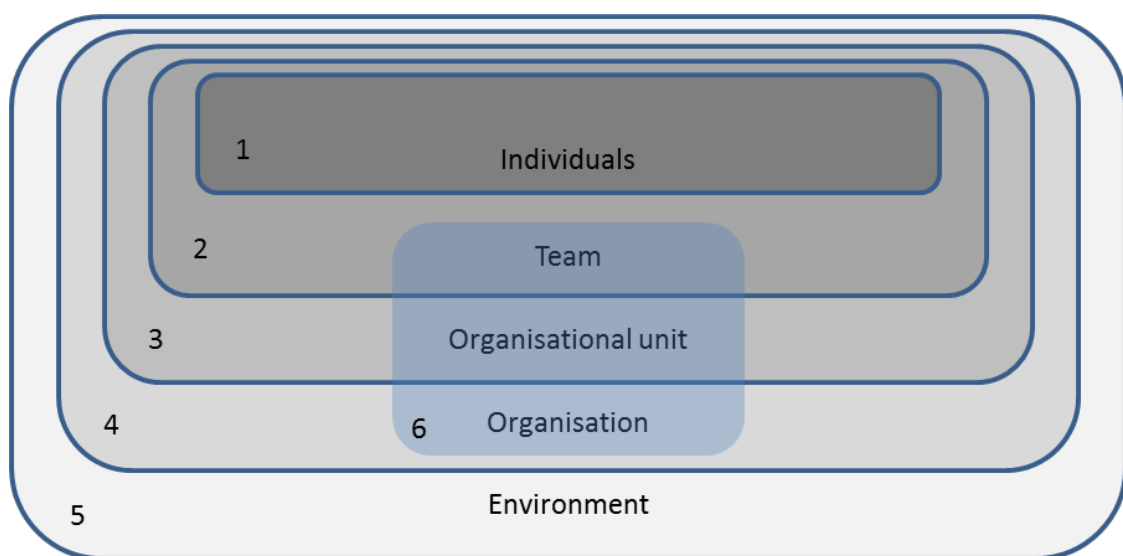 1
Individuals
2
Team
3
Organisational unit
4
6
Organisation
5
Environment